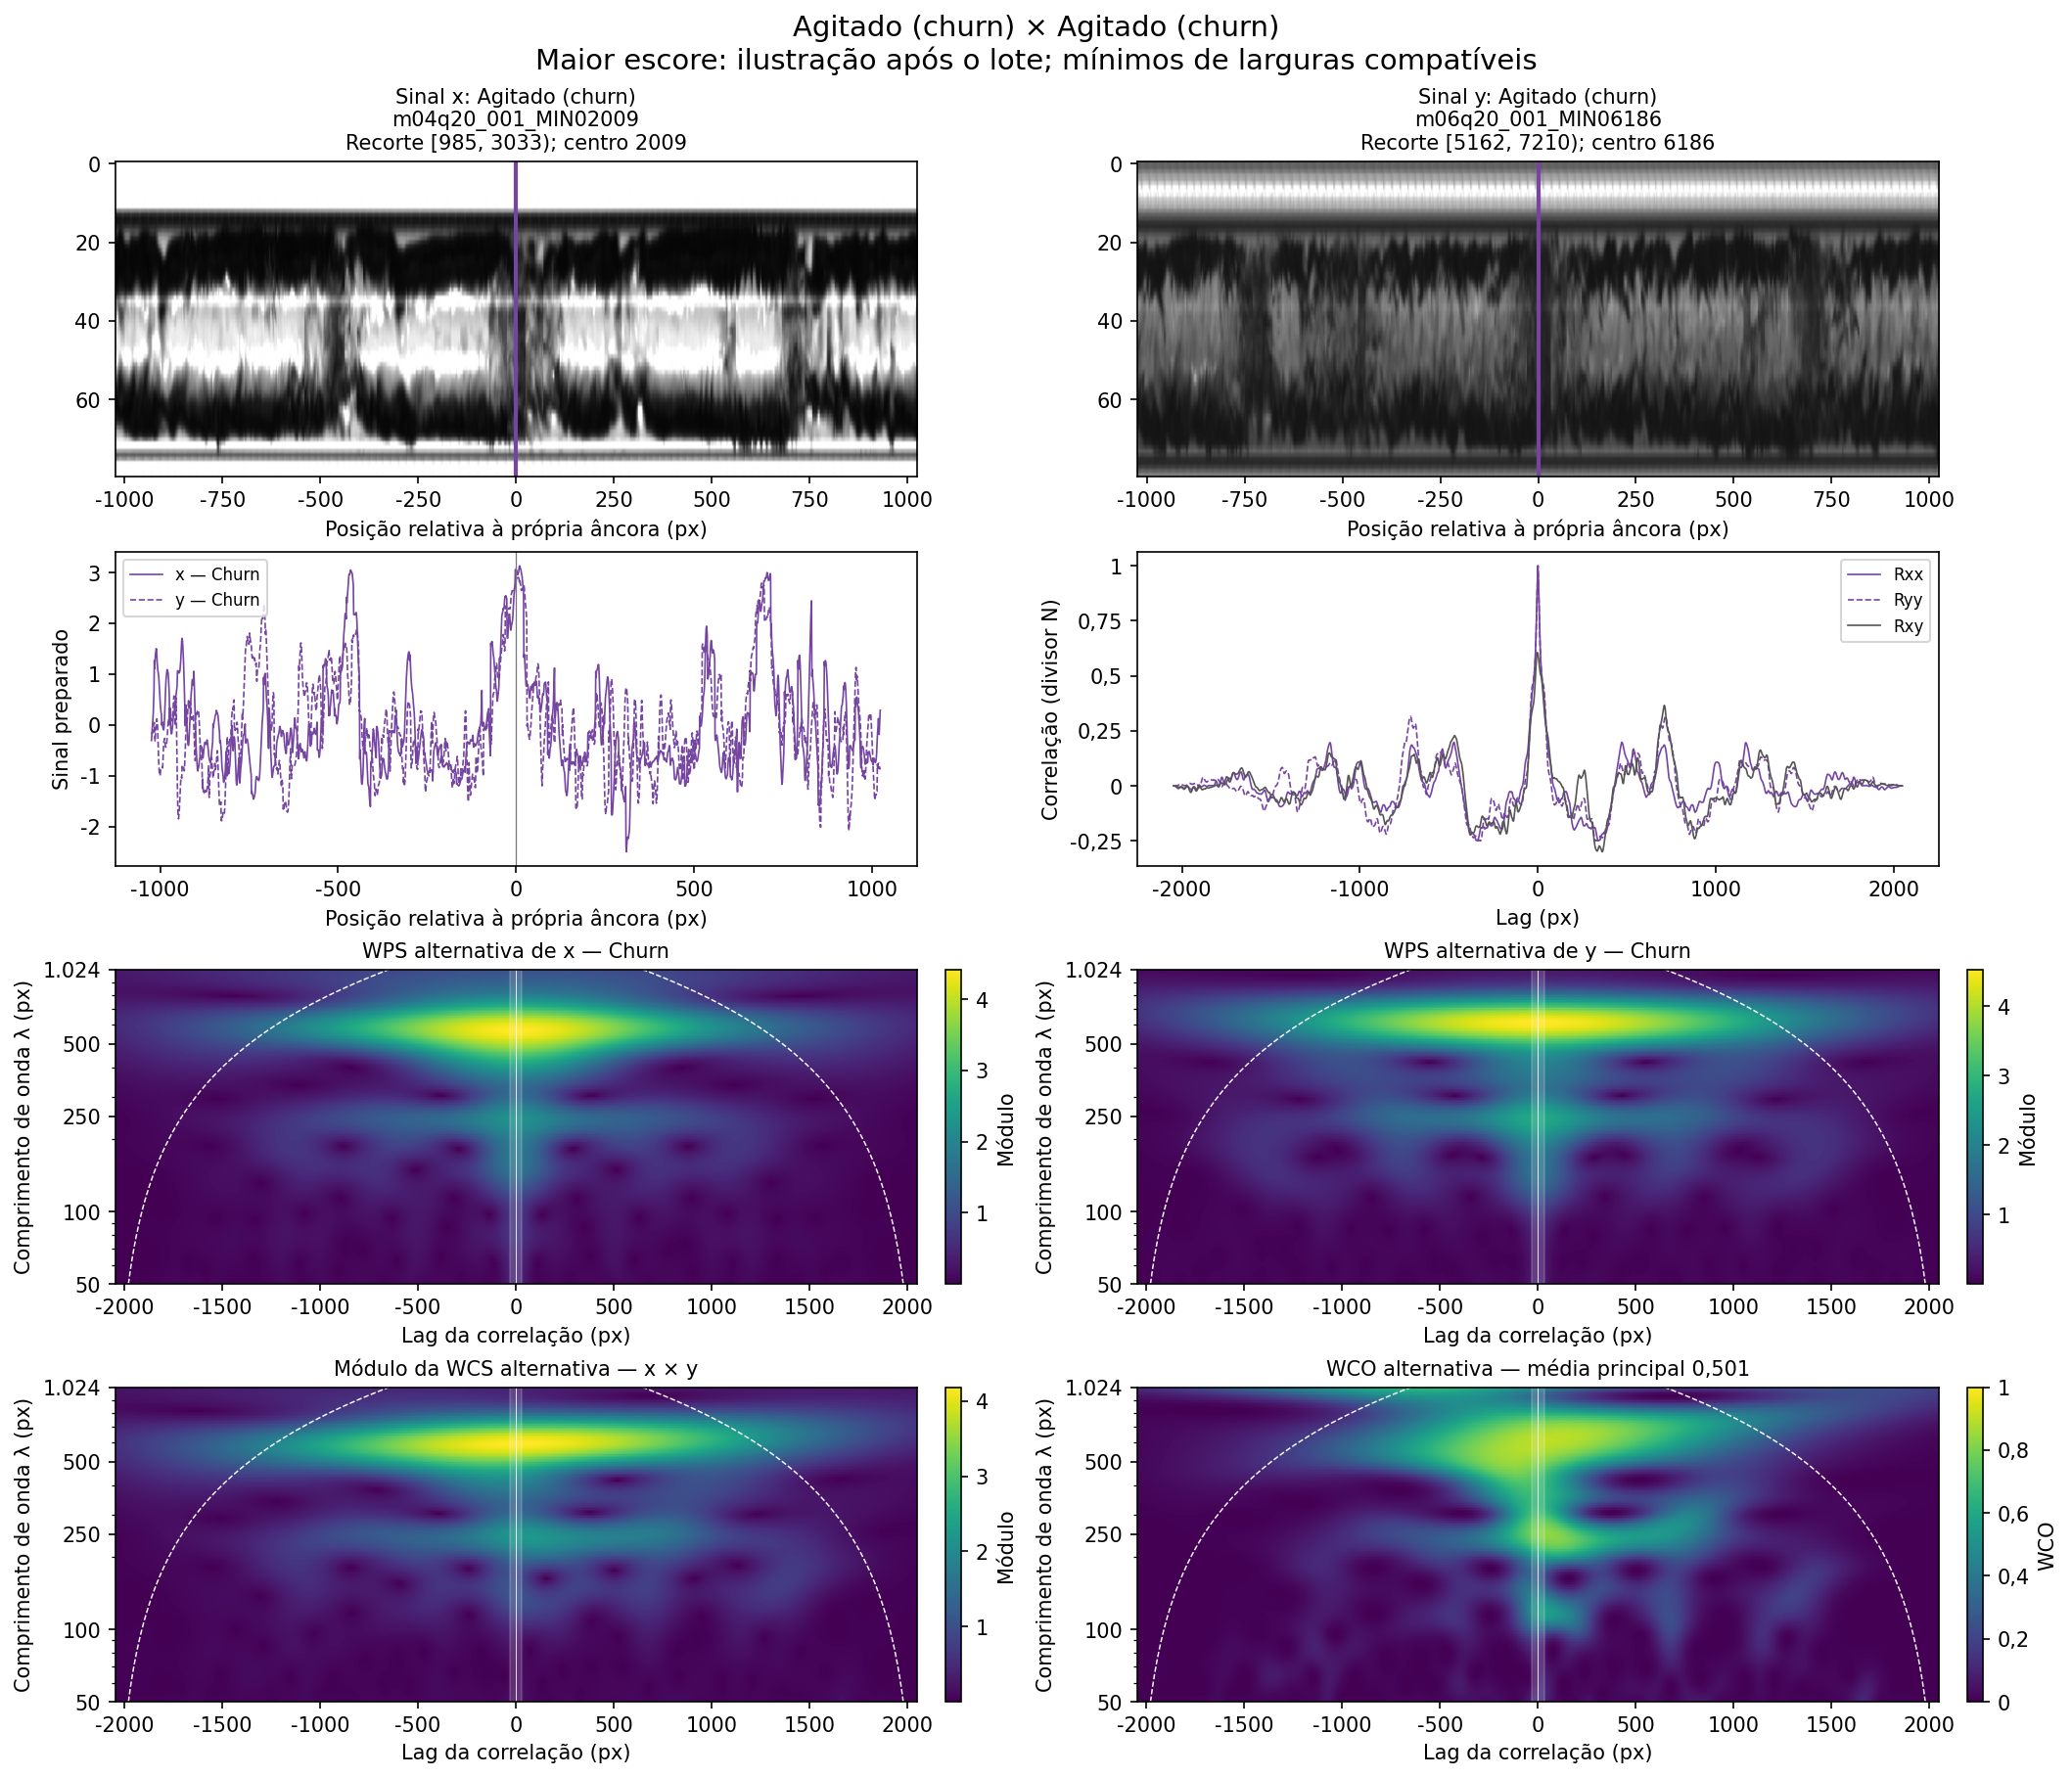 Agitado (churn) × Agitado (churn)
Maior escore: ilustração após o lote; mínimos de larguras compatíveis
Sinal x: Agitado (churn)
m04q20_001_MIN02009
Recorte [985, 3033); centro 2009
0
20
40
60
-1000 -750 -500 -250 0 250 500 750 1000
Posição relativa à própria âncora (px)
Sinal y: Agitado (churn)
m06q20_001_MIN06186
Recorte [5162, 7210); centro 6186
0
20
40
60
-1000 -750 -500 -250 0 250 500 750 1000
Posição relativa à própria âncora (px)
Sinal preparado
3
2
1
0
-1
-2
x — Churn
y — Churn
-1000 -500 0 500 1000
Posição relativa à própria âncora (px)
Correlação (divisor N)
1
0,75
0,5
0,25
0
-0,25
Rxx
Ryy
Rxy
-2000 -1000 0 1000 2000
Lag (px)
WPS alternativa de x — Churn
Comprimento de onda λ (px)
1.024
500
250
100
50
-2000 -1500 -1000 -500 0 500 1000 1500 2000
Lag da correlação (px)
4
3
2
1
Módulo
WPS alternativa de y — Churn
Comprimento de onda λ (px)
1.024
500
250
100
50
-2000 -1500 -1000 -500 0 500 1000 1500 2000
Lag da correlação (px)
4
3
2
1
Módulo
Módulo da WCS alternativa — x × y
Comprimento de onda λ (px)
1.024
500
250
100
50
-2000 -1500 -1000 -500 0 500 1000 1500 2000
Lag da correlação (px)
4
3
2
1
Módulo
WCO alternativa — média principal 0,501
Comprimento de onda λ (px)
1.024
500
250
100
50
-2000 -1500 -1000 -500 0 500 1000 1500 2000
Lag da correlação (px)
1
0,8
0,6
0,4
0,2
0
WCO